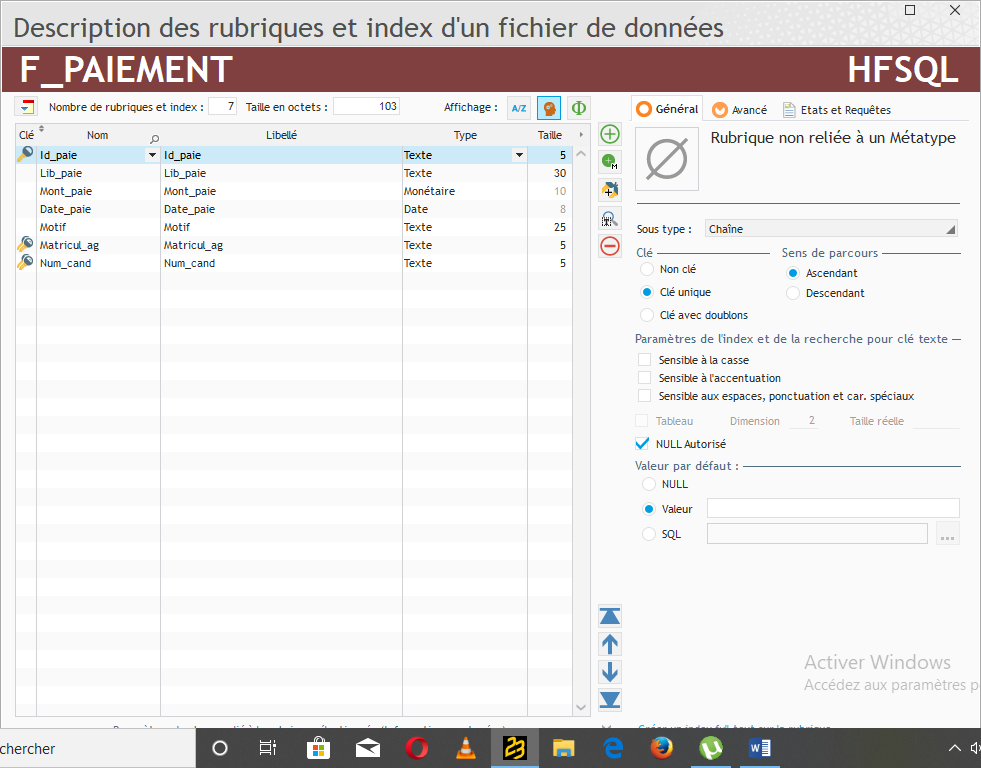 Description des rubriques et index d'un fichier de données
F_PAIEMENT HFSQL
Nombre de rubriques et index : 7 Taille en octets : 103 Affichage : A/Z
Clé Nom Libellé Type Taille
Id_paie Id_paie Texte 5
Lib_paie Lib_paie Texte 30
Mont_paie Mont_paie Monétaire 10
Date_paie Date_paie Date 8
Motif Motif Texte 25
Matricul_ag Matricul_ag Texte 5
Num_cand Num_cand Texte 5
Général Avancé Etats et Requêtes
Rubrique non reliée à un Métatype
Sous type : Chaîne
Clé Sens de parcours
Non clé Ascendant
Clé unique Descendant
Clé avec doublons
Paramètres de l'index et de la recherche pour clé texte
Sensible à la casse
Sensible à l'accentuation
Sensible aux espaces, ponctuation et car. spéciaux
Tableau Dimension 2 Taille réelle
NULL Autorisé
Valeur par défaut :
NULL
Valeur
SQL ...
Activer Windows
Accédez aux paramètres p
chercher